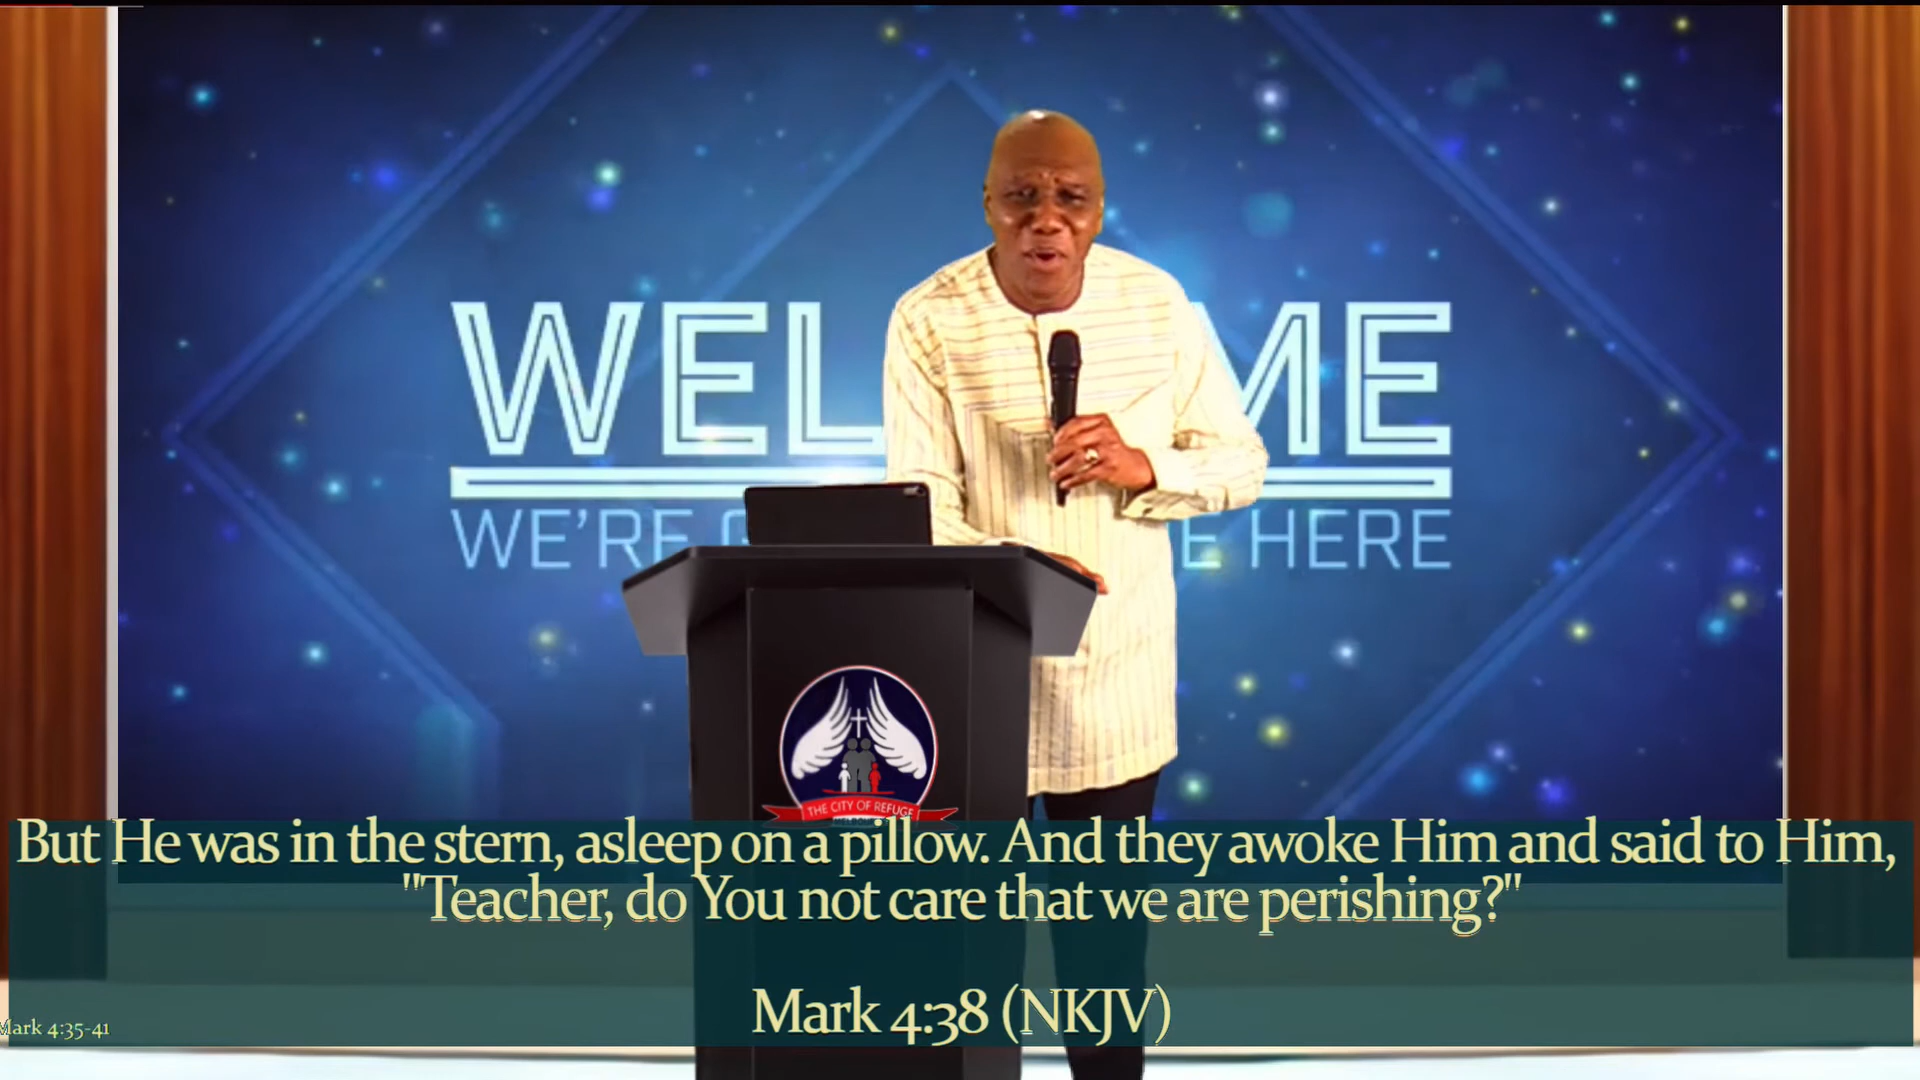 WEL ME
WE'RE G E HERE
THE CITY OF REFUGE
MELBOU
But He was in the stern, asleep on a pillow. And they awoke Him and said to Him,
"Teacher, do You not care that we are perishing?"
Mark 4:38 (NKJV)
Mark 4:35-41